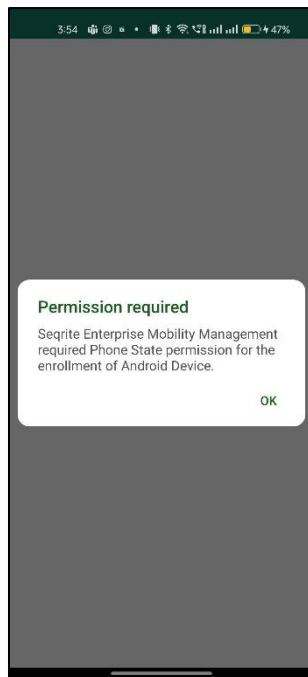 3:54 47%
Permission required
Seqrite Enterprise Mobility Management
required Phone State permission for the
enrollment of Android Device.
OK